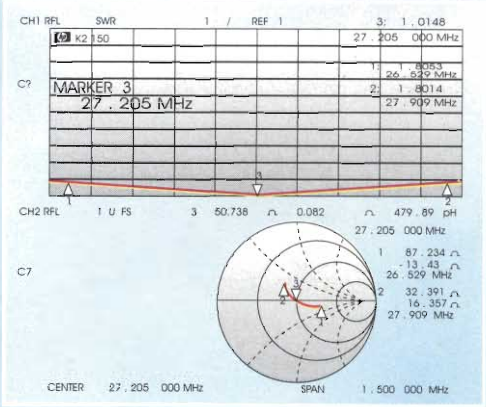 CH1 RFL SWR 1 / REF 1 3: 1.0148
hp K2 150 27.205 000 MHz
1: 1.8053
26.529 MHz
C? MARKER 3 2: 1.8014
27.205 MHz 27.909 MHz
3
1 2
CH2 RFL 1 U FS 3 50.738 Ω 0.082 Ω 479.89 pH
27.205 000 MHz
1 87.234 Ω
C7 -13.43 Ω
26.529 MHz
3
2 2 32.391 Ω
1 16.357 Ω
27.909 MHz
CENTER 27.205 000 MHz SPAN 1.500 000 MHz